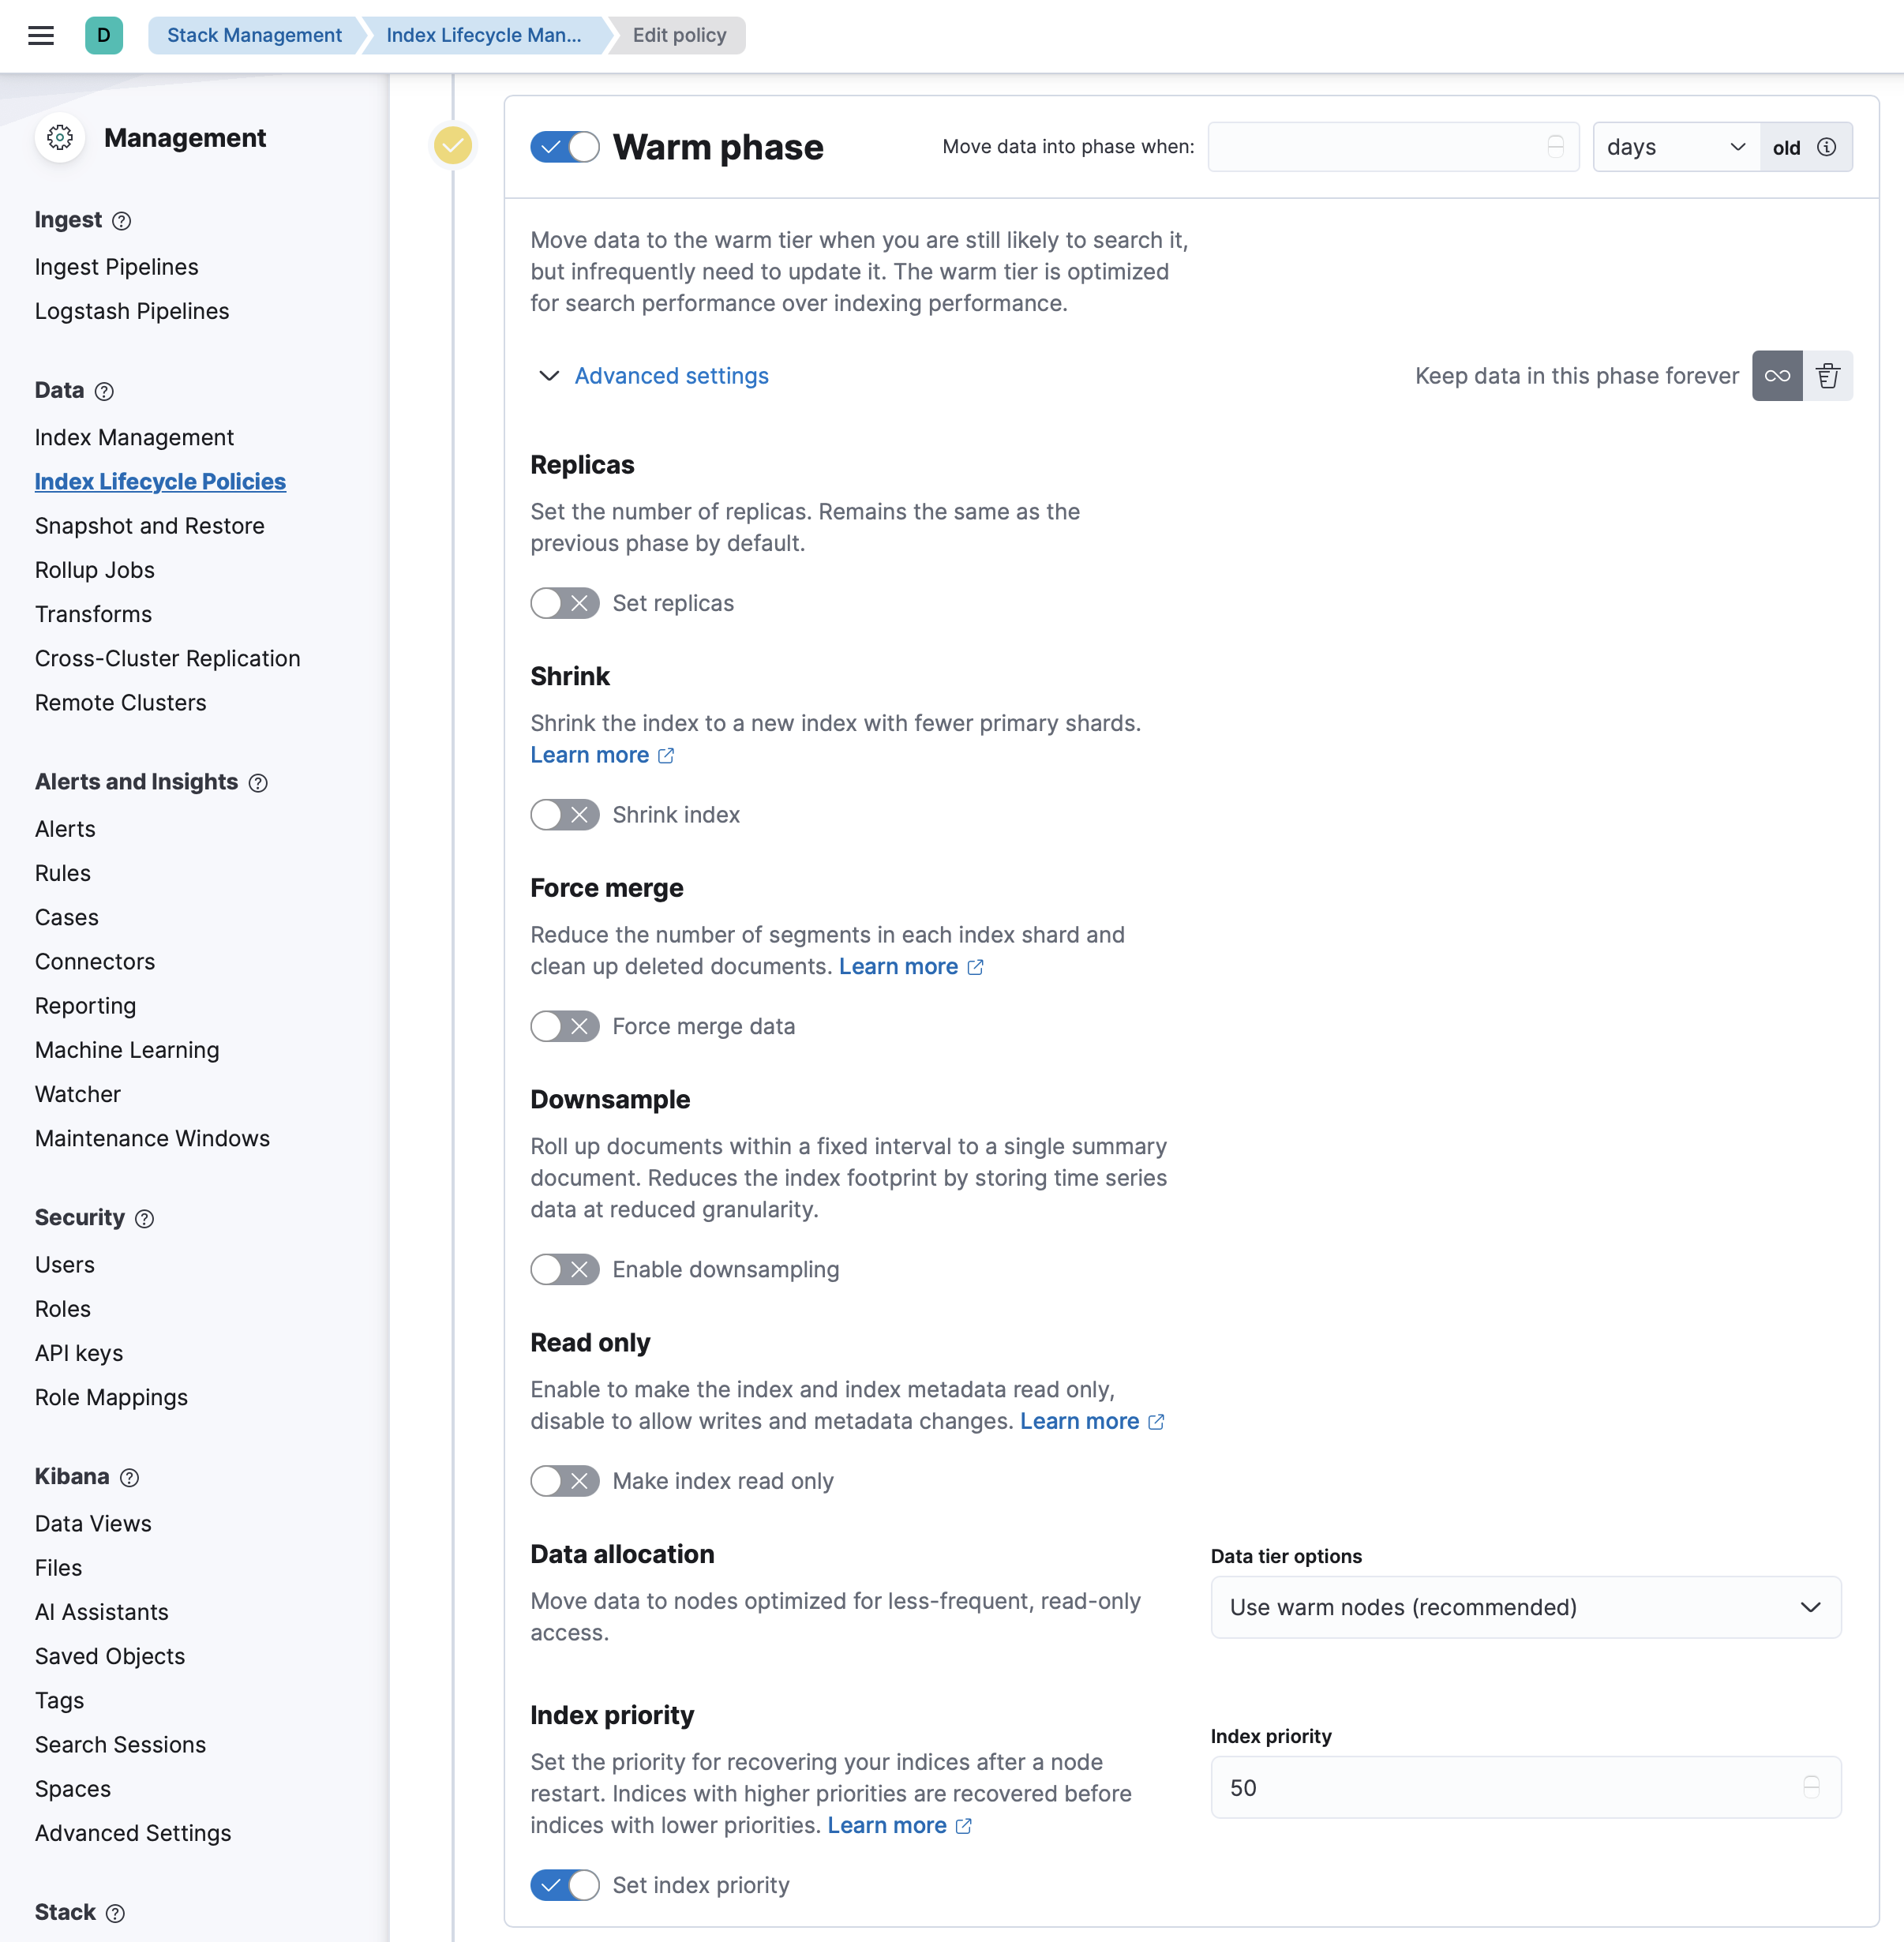 D
Stack Management
Index Lifecycle Man...
Edit policy
Management
Ingest
Ingest Pipelines
Logstash Pipelines
Data
Index Management
Index Lifecycle Policies
Snapshot and Restore
Rollup Jobs
Transforms
Cross-Cluster Replication
Remote Clusters
Alerts and Insights
Alerts
Rules
Cases
Connectors
Reporting
Machine Learning
Watcher
Maintenance Windows
Security
Users
Roles
API keys
Role Mappings
Kibana
Data Views
Files
AI Assistants
Saved Objects
Tags
Search Sessions
Spaces
Advanced Settings
Stack
Warm phase
Move data into phase when:
days
old
Move data to the warm tier when you are still likely to search it,
but infrequently need to update it. The warm tier is optimized
for search performance over indexing performance.
Advanced settings
Keep data in this phase forever
Replicas
Set the number of replicas. Remains the same as the
previous phase by default.
Set replicas
Shrink
Shrink the index to a new index with fewer primary shards.
Learn more
Shrink index
Force merge
Reduce the number of segments in each index shard and
clean up deleted documents. Learn more
Force merge data
Downsample
Roll up documents within a fixed interval to a single summary
document. Reduces the index footprint by storing time series
data at reduced granularity.
Enable downsampling
Read only
Enable to make the index and index metadata read only,
disable to allow writes and metadata changes. Learn more
Make index read only
Data allocation
Move data to nodes optimized for less-frequent, read-only
access.
Data tier options
Use warm nodes (recommended)
Index priority
Set the priority for recovering your indices after a node
restart. Indices with higher priorities are recovered before
indices with lower priorities. Learn more
Set index priority
Index priority
50